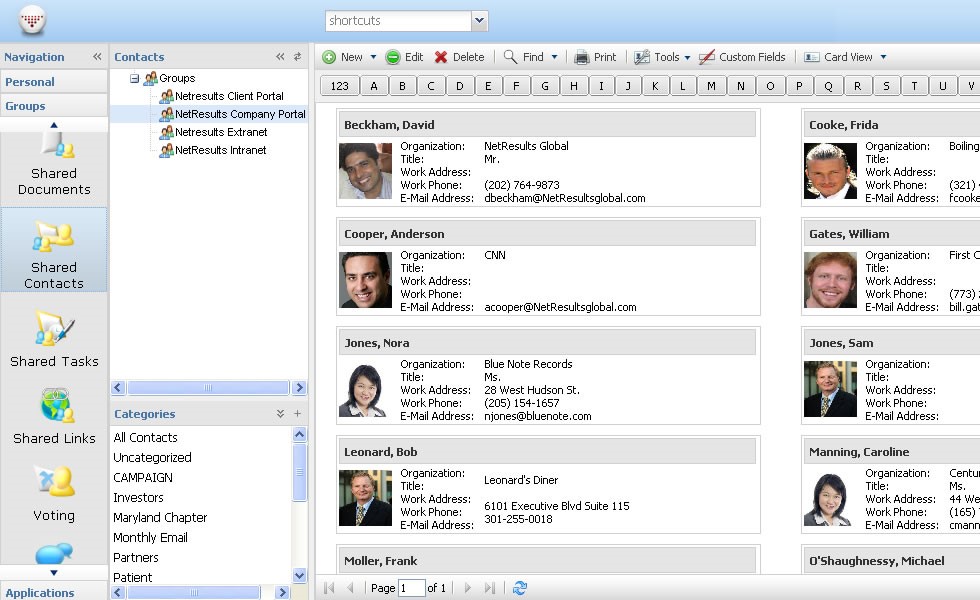 shortcuts
Navigation
Personal
Groups
Shared
Documents
Shared
Contacts
Shared Tasks
Shared Links
Voting
Applications
Contacts
Groups
Netresults Client Portal
NetResults Company Portal
Netresults Extranet
NetResults Intranet
Categories
All Contacts
Uncategorized
CAMPAIGN
Investors
Maryland Chapter
Monthly Email
Partners
Patient
New Edit Delete Find Print Tools Custom Fields Card View
123 A B C D E F G H I J K L M N O P Q R S T U V
Beckham, David
Organization: NetResults Global
Title: Mr.
Work Address:
Work Phone: (202) 764-9873
E-Mail Address: dbeckham@NetResultsglobal.com
Cooke, Frida
Organization: Boiling
Title:
Work Address:
Work Phone: (321)
E-Mail Address: fcooke
Cooper, Anderson
Organization: CNN
Title:
Work Address:
Work Phone:
E-Mail Address: acooper@NetResultsglobal.com
Gates, William
Organization: First C
Title:
Work Address:
Work Phone: (773)
E-Mail Address: bill.gat
Jones, Nora
Organization: Blue Note Records
Title: Ms.
Work Address: 28 West Hudson St.
Work Phone: (205) 154-1657
E-Mail Address: njones@bluenote.com
Jones, Sam
Organization:
Title:
Work Address:
Work Phone:
E-Mail Address:
Leonard, Bob
Organization:
Title: Leonard's Diner
Work Address:
Work Phone: 6101 Executive Blvd Suite 115
E-Mail Address: 301-255-0018
Manning, Caroline
Organization: Centu
Title: Ms.
Work Address: 44 We
Work Phone: (165)
E-Mail Address: cmann
Moller, Frank
O'Shaughnessy, Michael
Page 1 of 1